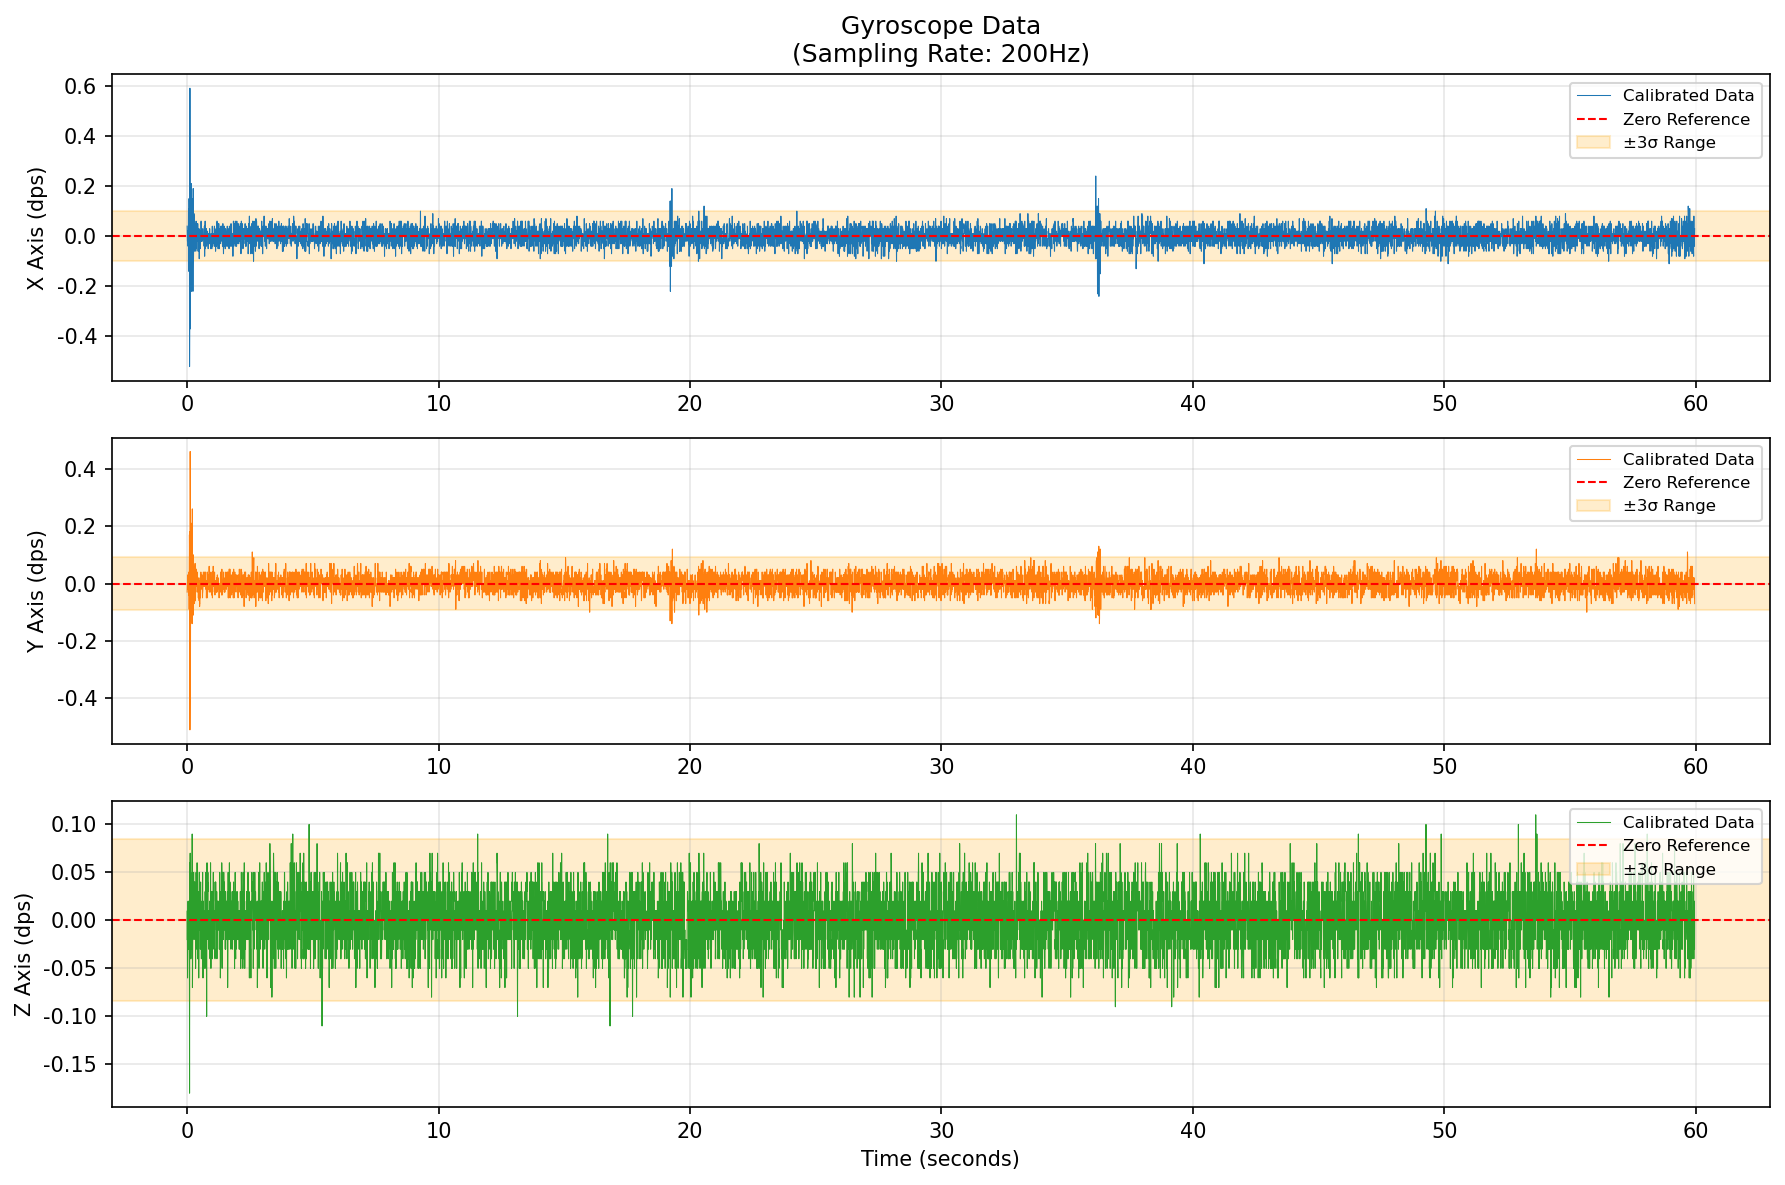 Gyroscope Data
(Sampling Rate: 200Hz)
X Axis (dps)
0.6
0.4
0.2
0.0
-0.2
-0.4
Calibrated Data
Zero Reference
±3σ Range
0 10 20 30 40 50 60
Y Axis (dps)
0.4
0.2
0.0
-0.2
-0.4
Calibrated Data
Zero Reference
±3σ Range
0 10 20 30 40 50 60
Z Axis (dps)
0.10
0.05
0.00
-0.05
-0.10
-0.15
Calibrated Data
Zero Reference
±3σ Range
0 10 20 30 40 50 60
Time (seconds)